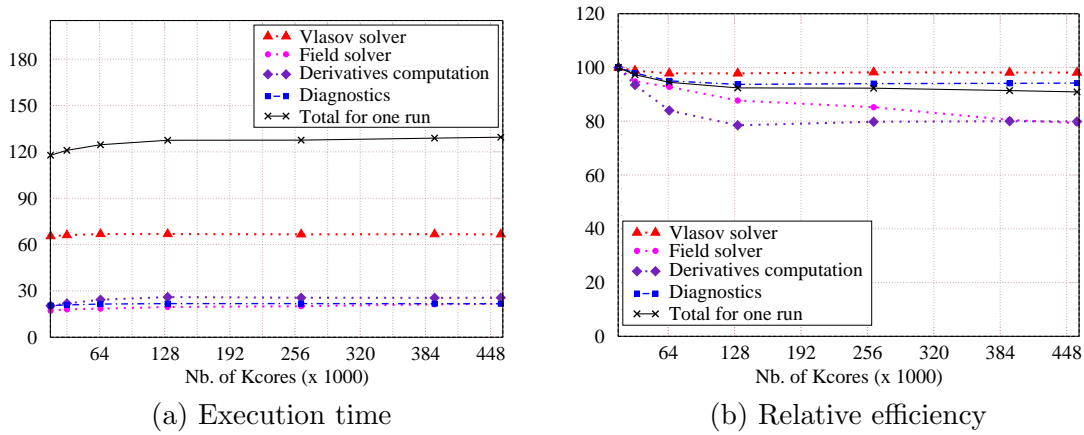 180
150
120
90
60
30
0
64
128
192
256
320
384
448
Nb. of Kcores (x 1000)
Vlasov solver
Field solver
Derivatives computation
Diagnostics
Total for one run
(a) Execution time
120
100
80
60
40
20
0
64
128
192
256
320
384
448
Nb. of Kcores (x 1000)
Vlasov solver
Field solver
Derivatives computation
Diagnostics
Total for one run
(b) Relative efficiency